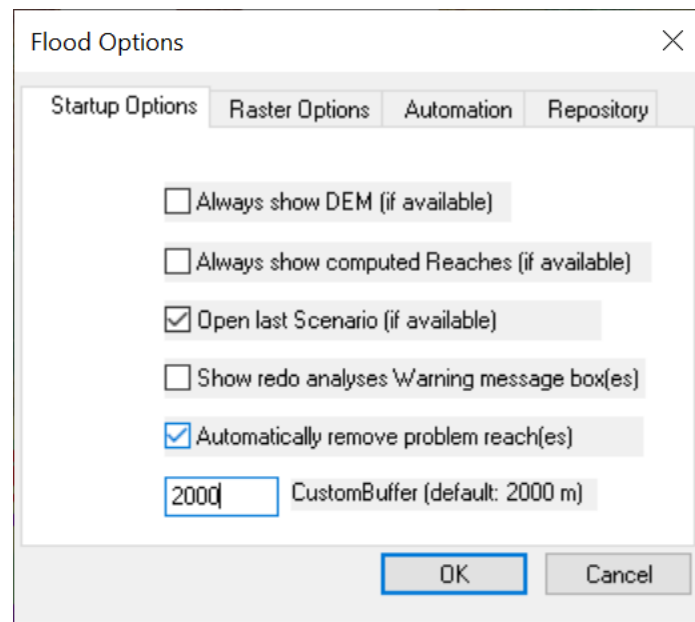 Flood Options
Startup Options Raster Options Automation Repository
Always show DEM (if available)
Always show computed Reaches (if available)
Open last Scenario (if available)
Show redo analyses Warning message box(es)
Automatically remove problem reach(es)
2000 CustomBuffer (default: 2000 m)
OK Cancel